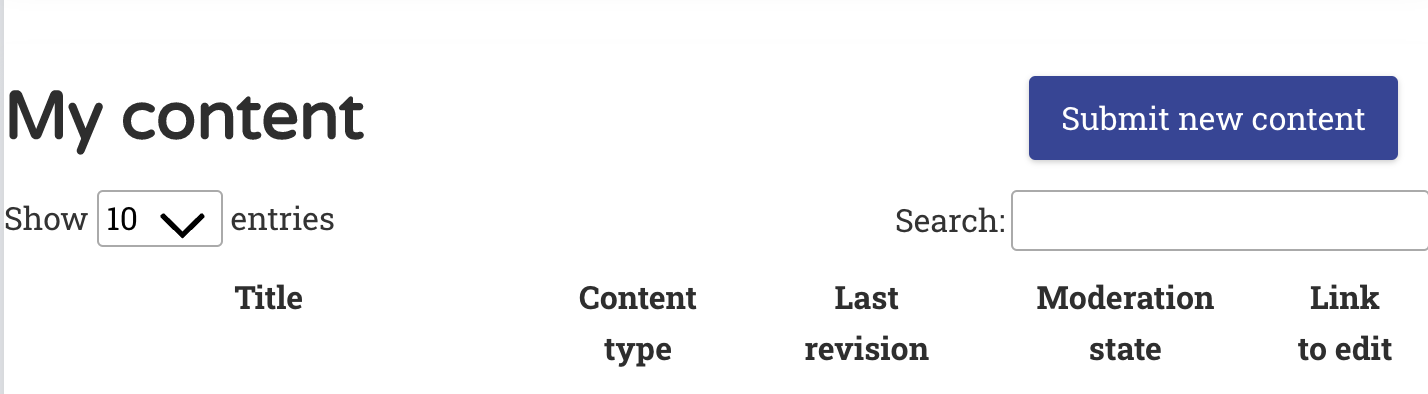 My content
Submit new content
Show 10 entries
Search:
Title Content type Last revision Moderation state Link to edit